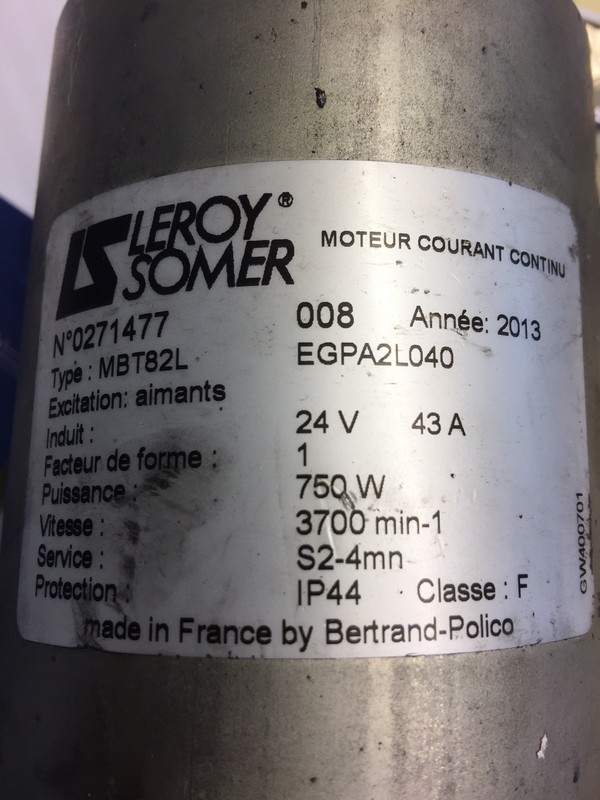 LEROY®
SOMER
MOTEUR COURANT CONTINU
N°0271477 008 Année: 2013
Type : MBT82L EGPA2L040
Excitation: aimants
Induit : 24 V 43 A
Facteur de forme : 1
Puissance : 750 W
Vitesse : 3700 min-1
Service : S2-4mn
Protection : IP44 Classe : F
made in France by Bertrand-Polico
GW400701